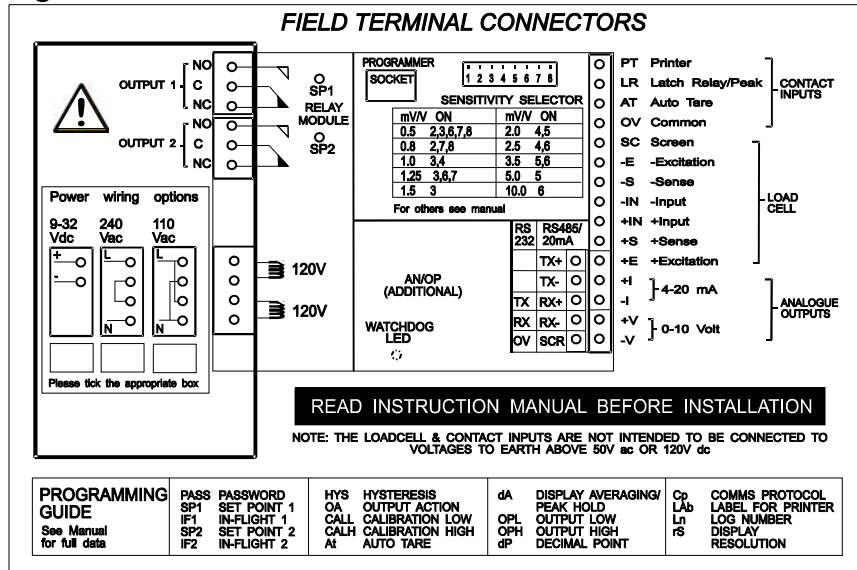 FIELD TERMINAL CONNECTORS
OUTPUT 1
NO
C
NC
OUTPUT 2
NO
C
NC
SP1
RELAY
MODULE
SP2
Power wiring options
9-32 Vdc
240 Vac
110 Vac
+
-
L
N
L
N
Please tick the appropriate box
120V
120V
PROGRAMMER
SOCKET
1 2 3 4 5 6 7 8
SENSITIVITY SELECTOR
mV/V ON mV/V ON
0.5 2,3,6,7,8 2.0 4,5
0.8 2,7,8 2.5 4,6
1.0 3,4 3.5 5,6
1.25 3,6,7 5.0 5
1.5 3 10.0 6
For others see manual
AN/OP
(ADDITIONAL)
WATCHDOG
LED
RS 232 RS485/ 20mA
TX+
TX-
TX RX+
RX RX-
OV SCR
PT Printer
LR Latch Relay/Peak
AT Auto Tare
OV Common
CONTACT
INPUTS
SC Screen
-E -Excitation
-S -Sense
-IN -Input
+IN +Input
+S +Sense
+E +Excitation
LOAD
CELL
+I
-I
4-20 mA
+V
-V
0-10 Volt
ANALOGUE
OUTPUTS
READ INSTRUCTION MANUAL BEFORE INSTALLATION
NOTE: THE LOADCELL & CONTACT INPUTS ARE NOT INTENDED TO BE CONNECTED TO
VOLTAGES TO EARTH ABOVE 50V ac OR 120V dc
PROGRAMMING
GUIDE
See Manual
for full data
PASS PASSWORD
SP1 SET POINT 1
IF1 IN-FLIGHT 1
SP2 SET POINT 2
IF2 IN-FLIGHT 2
HYS HYSTERESIS
OA OUTPUT ACTION
CALL CALIBRATION LOW
CALH CALIBRATION HIGH
At AUTO TARE
dA DISPLAY AVERAGING/
PEAK HOLD
OPL OUTPUT LOW
OPH OUTPUT HIGH
dP DECIMAL POINT
Cp COMMS PROTOCOL
LAb LABEL FOR PRINTER
Ln LOG NUMBER
rS DISPLAY
RESOLUTION